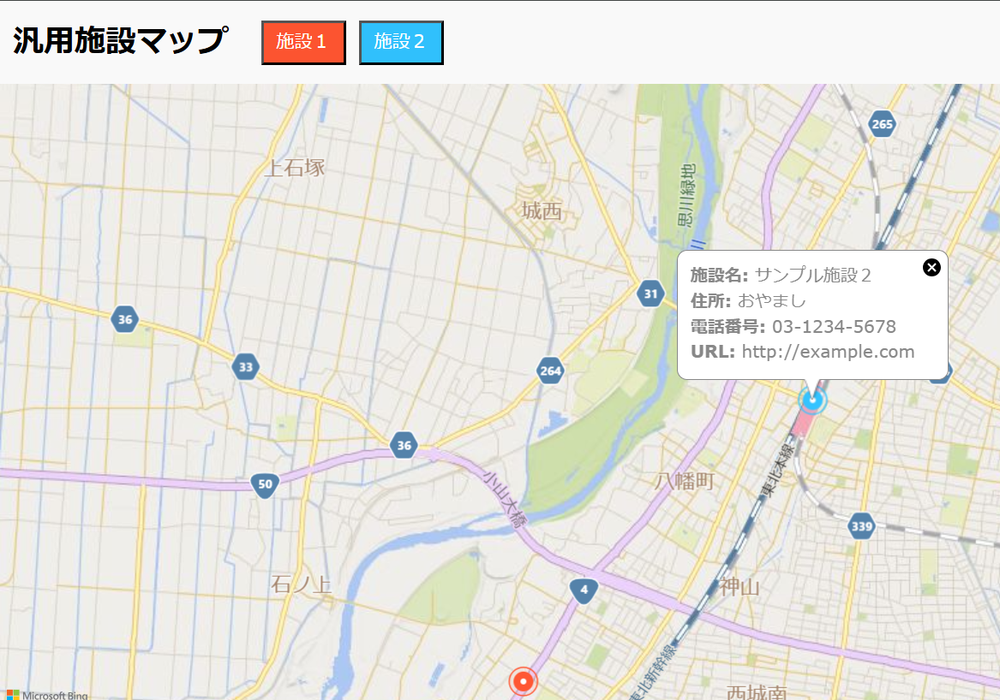 汎用施設マップ
施設１
施設２
265
上石塚
思川緑地
城西
川
施設名: サンプル施設２
住所: おやまし
電話番号: 03-1234-5678
URL: http://example.com
31
36
33
264
36
50
小山大橋
八幡町
東北本線
339
石ノ上
4
神山
東北新幹線
西城南
Microsoft Bing